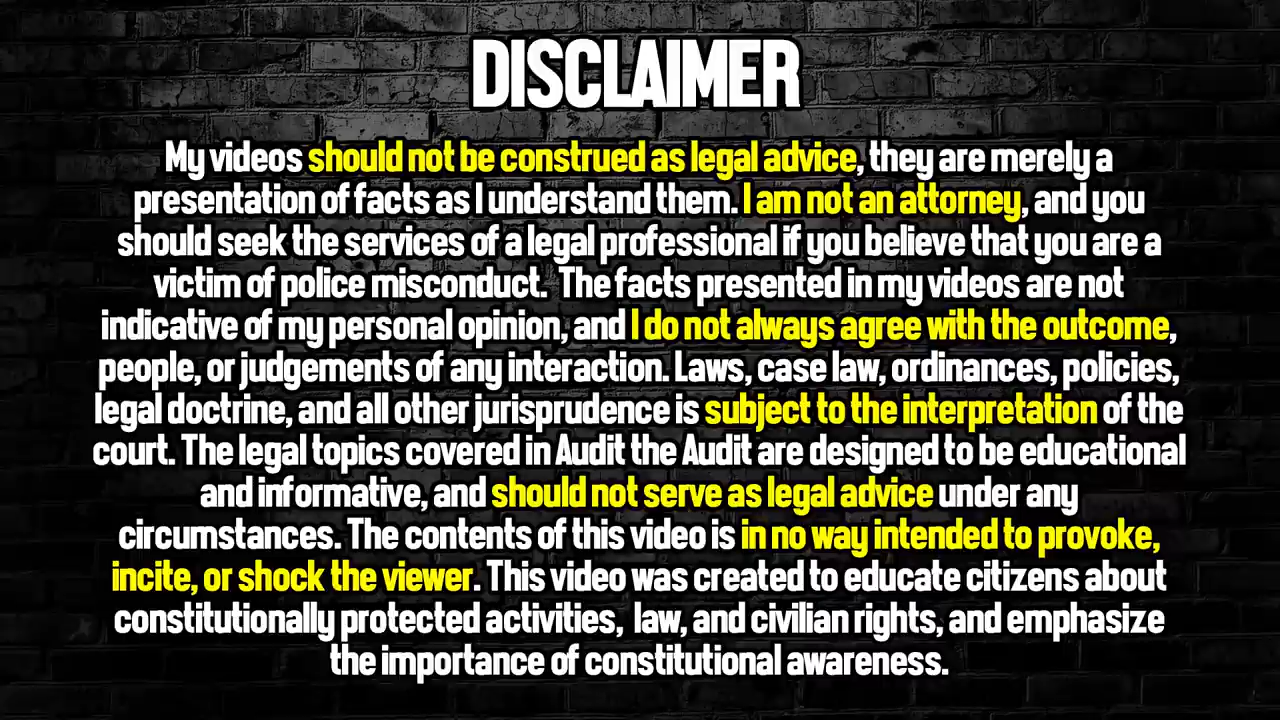 DISCLAIMER
My videos should not be construed as legal advice, they are merely a
presentation of facts as I understand them. I am not an attorney, and you
should seek the services of a legal professional if you believe that you are a
victim of police misconduct. The facts presented in my videos are not
indicative of my personal opinion, and I do not always agree with the outcome,
people, or judgements of any interaction. Laws, case law, ordinances, policies,
legal doctrine, and all other jurisprudence is subject to the interpretation of the
court. The legal topics covered in Audit the Audit are designed to be educational
and informative, and should not serve as legal advice under any
circumstances. The contents of this video is in no way intended to provoke,
incite, or shock the viewer. This video was created to educate citizens about
constitutionally protected activities, law, and civilian rights, and emphasize
the importance of constitutional awareness.